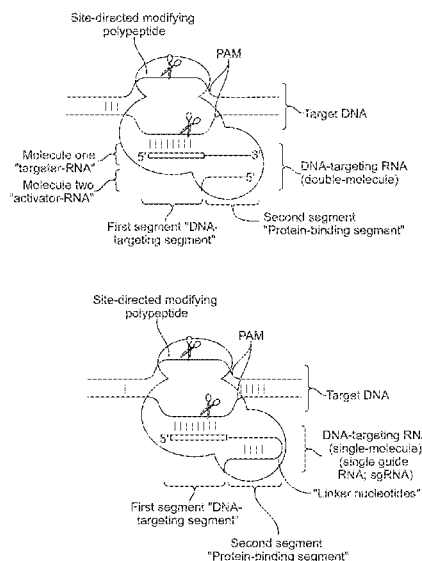 Site-directed modifying
polypeptide
PAM
Target DNA
Molecule one
"targeter-RNA"
Molecule two
"activator-RNA"
5'
3'
5'
DNA-targeting RNA
(double-molecule)
First segment "DNA-
targeting segment"
Second segment
"Protein-binding segment"
Site-directed modifying
polypeptide
PAM
Target DNA
5'
DNA-targeting RN.
(single-molecule)
(single guide
RNA; sgRNA)
"Linker nucleotides"
First segment "DNA-
targeting segment"
Second segment
"Protein-binding segment"